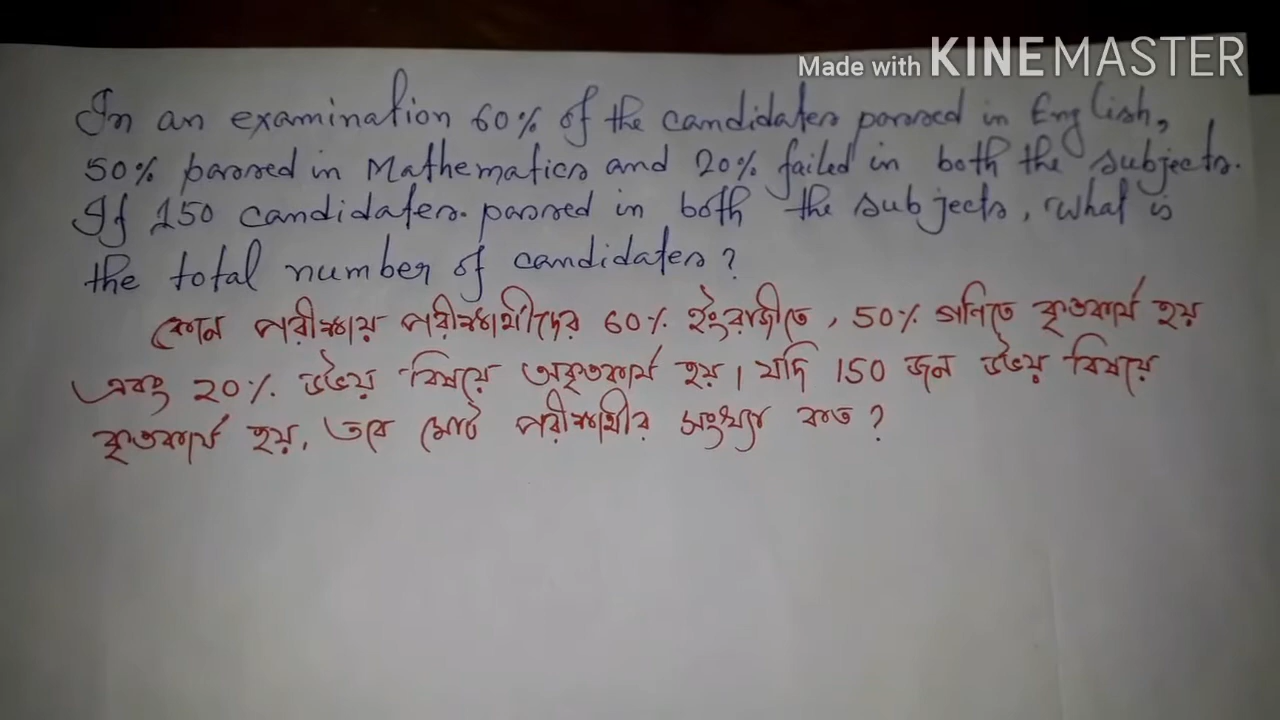 Made with KINEMASTER
In an examination 60% of the candidates passed in English,
50% passed in Mathematics and 20% failed in both the subjects.
If 150 candidates. passed in both the subjects, what is
the total number of candidates?
কোন পরীক্ষায় পরীক্ষার্থীদের 60% ইংরাজীতে, 50% গনিতে কৃতকার্য হয়
এবং 20% উভয় বিষয়ে অকৃতকার্য হয়। যদি 150 জন উভয় বিষয়ে
কৃতকার্য হয়, তবে মোট পরীক্ষার্থীর সংখ্যা কত?